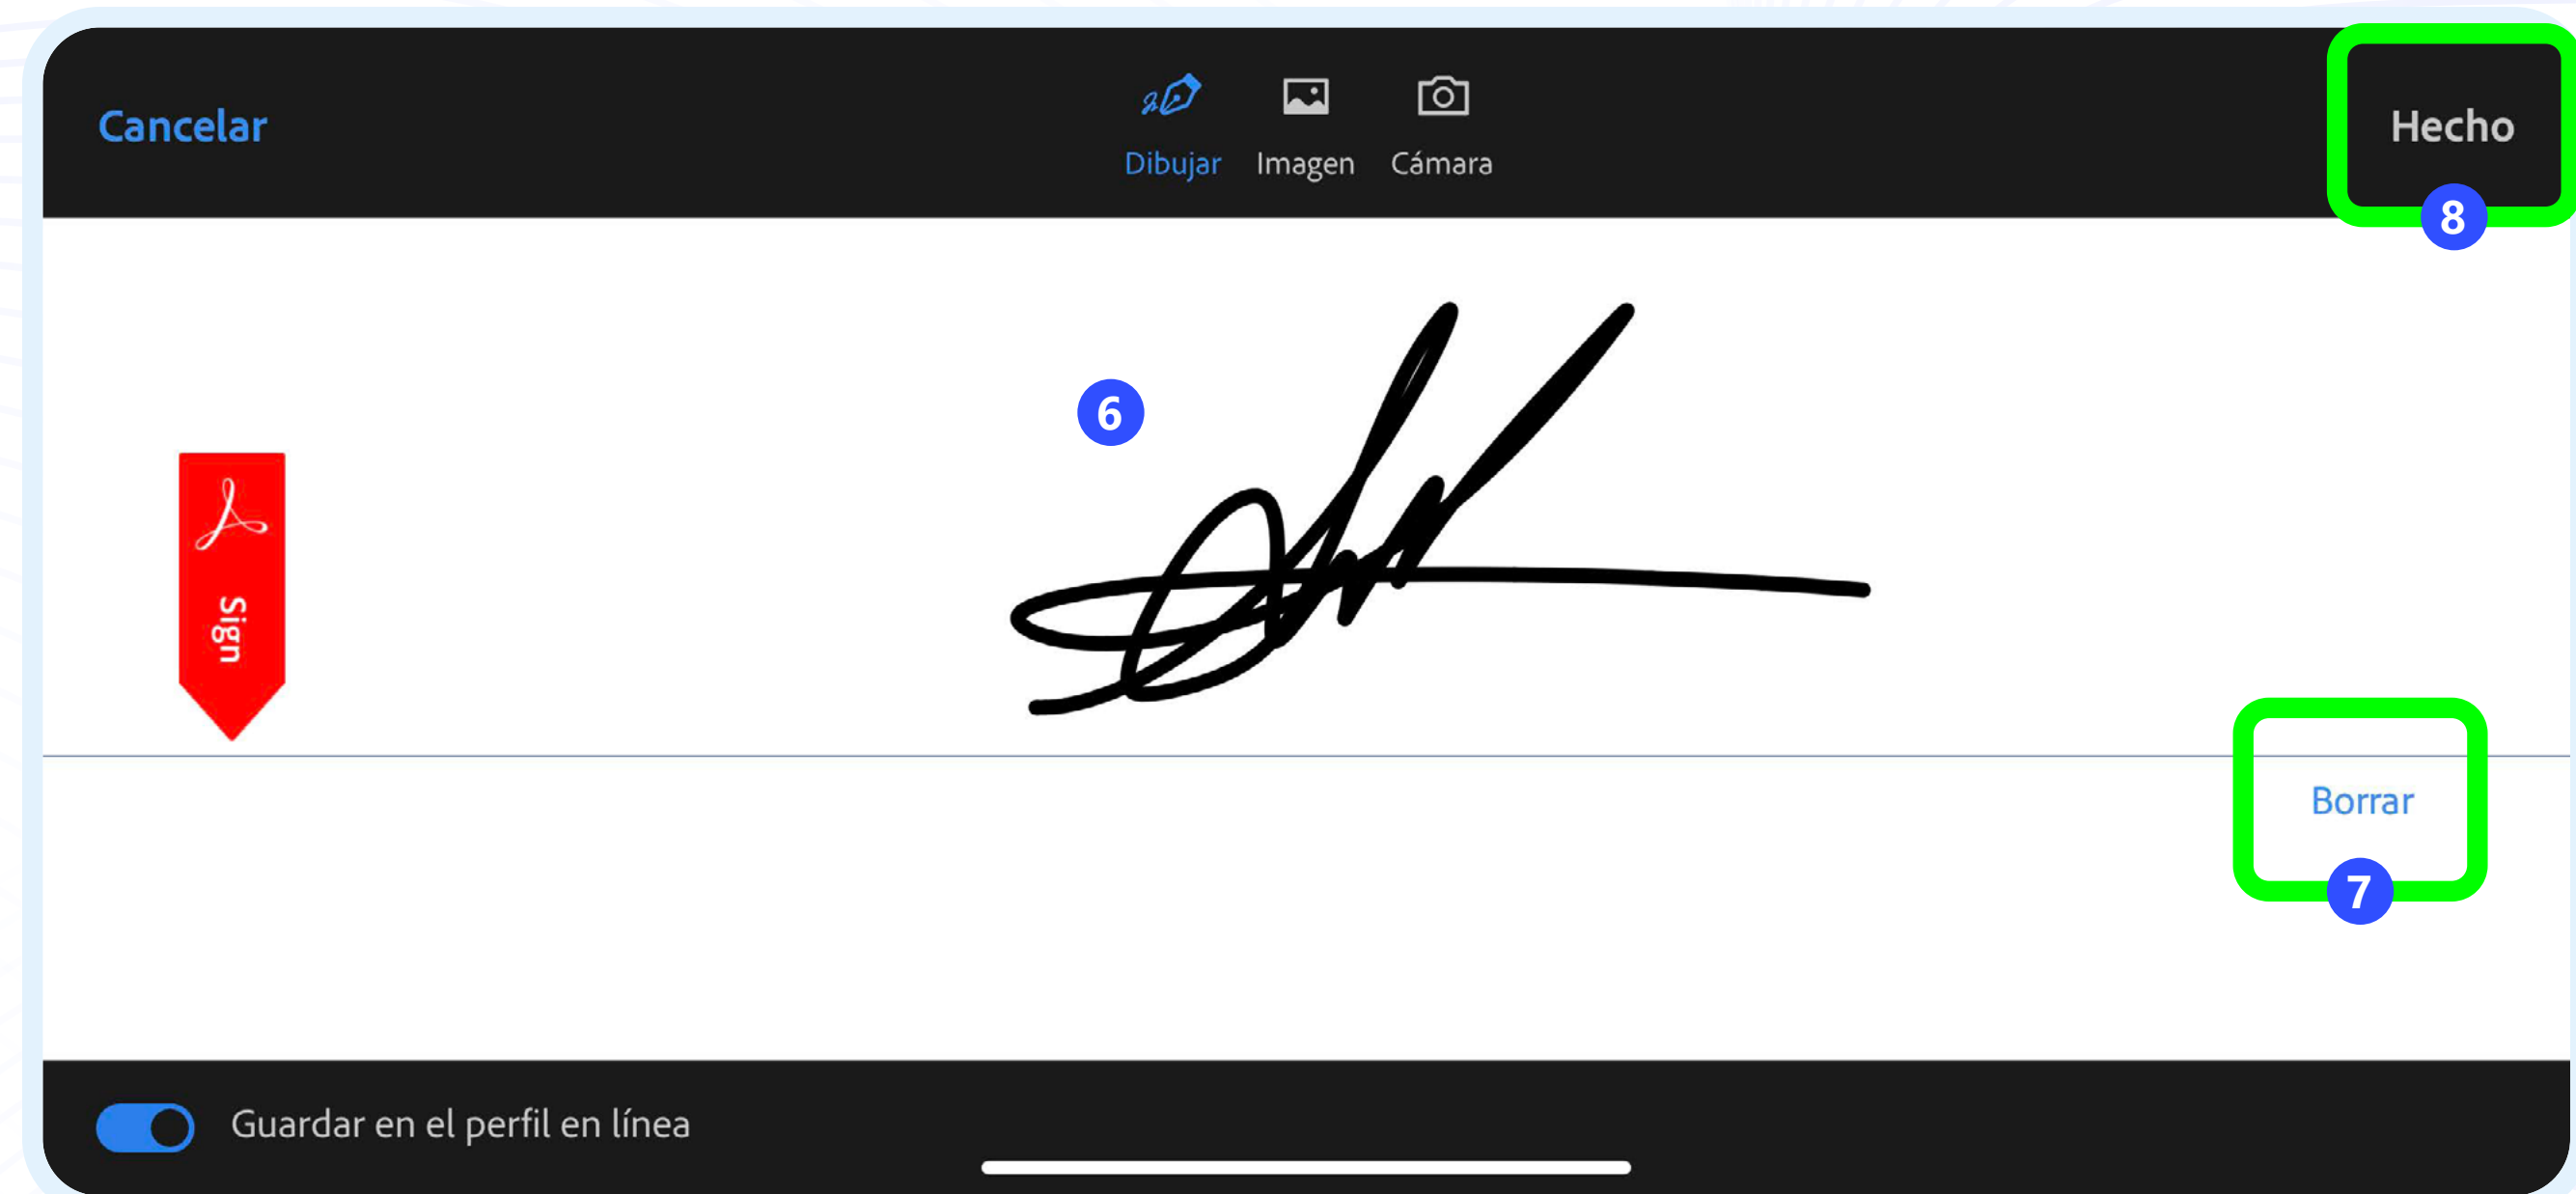 Cancelar
Dibujar Imagen Cámara
Hecho
8
6
Sign
Borrar
7
Guardar en el perfil en línea